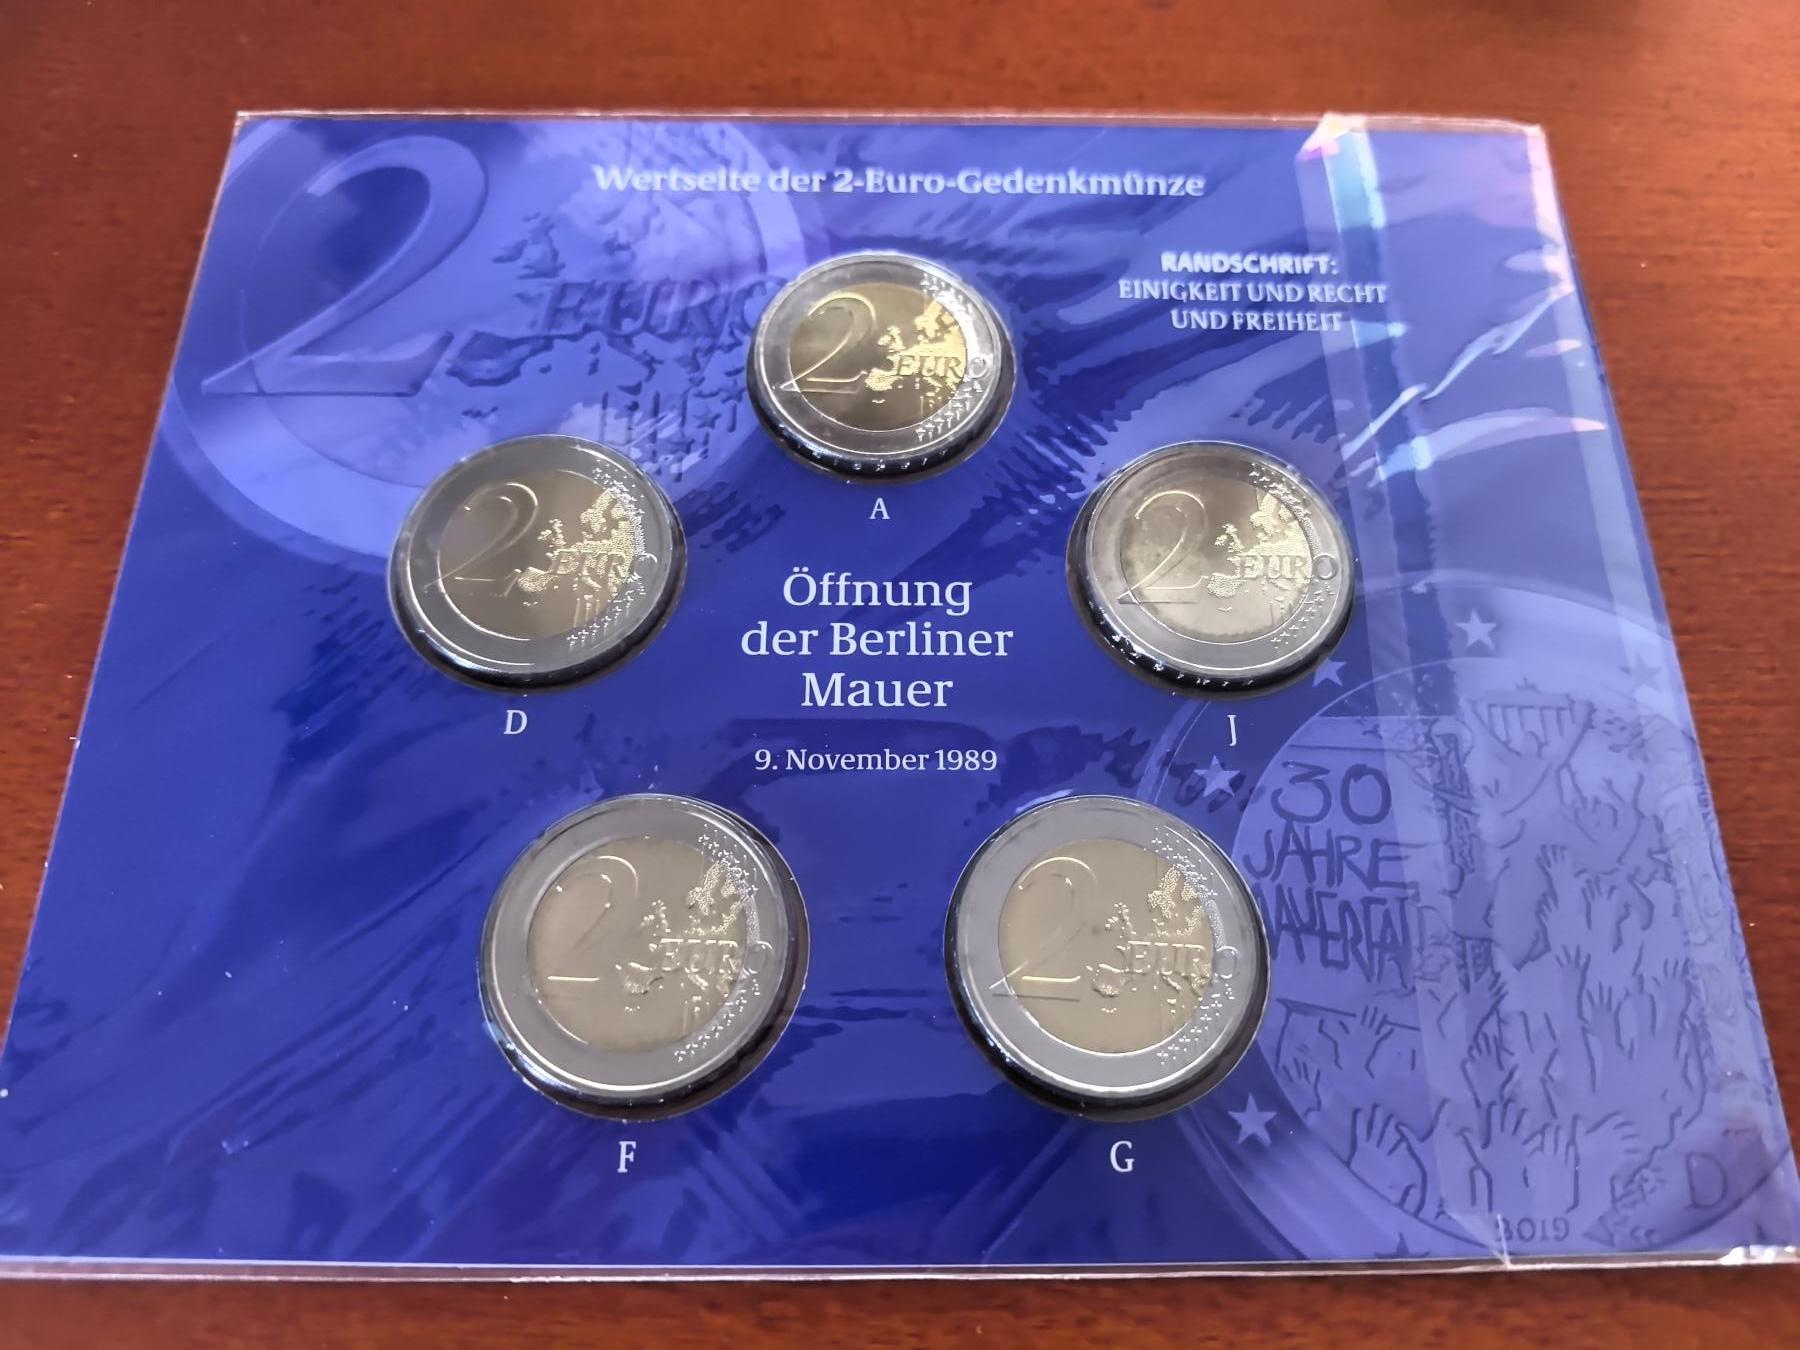 Wertseite der 2-Euro-Gedenkmünze
2 EURO
RANDSCHRIFT:
EINIGKEIT UND RECHT
UND FREIHEIT
2 EURO
A
2 EURO
D
2 EURO
J
Öffnung
der Berliner
Mauer
9. November 1989
30
JAHRE
MAUERFALL
2 EURO
F
2 EURO
G
D
2019